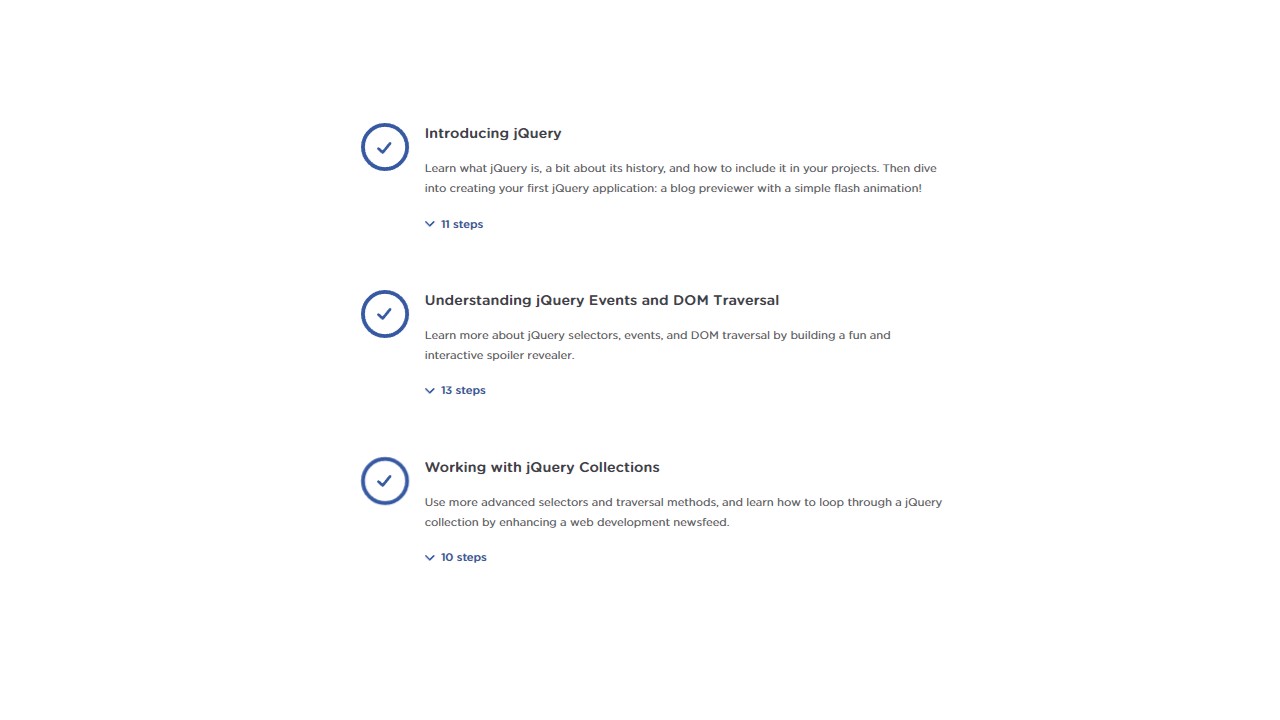 Introducing jQuery
Learn what jQuery is, a bit about its history, and how to include it in your projects. Then dive
into creating your first jQuery application: a blog previewer with a simple flash animation!
11 steps
Understanding jQuery Events and DOM Traversal
Learn more about jQuery selectors, events, and DOM traversal by building a fun and
interactive spoiler revealer.
13 steps
Working with jQuery Collections
Use more advanced selectors and traversal methods, and learn how to loop through a jQuery
collection by enhancing a web development newsfeed.
10 steps